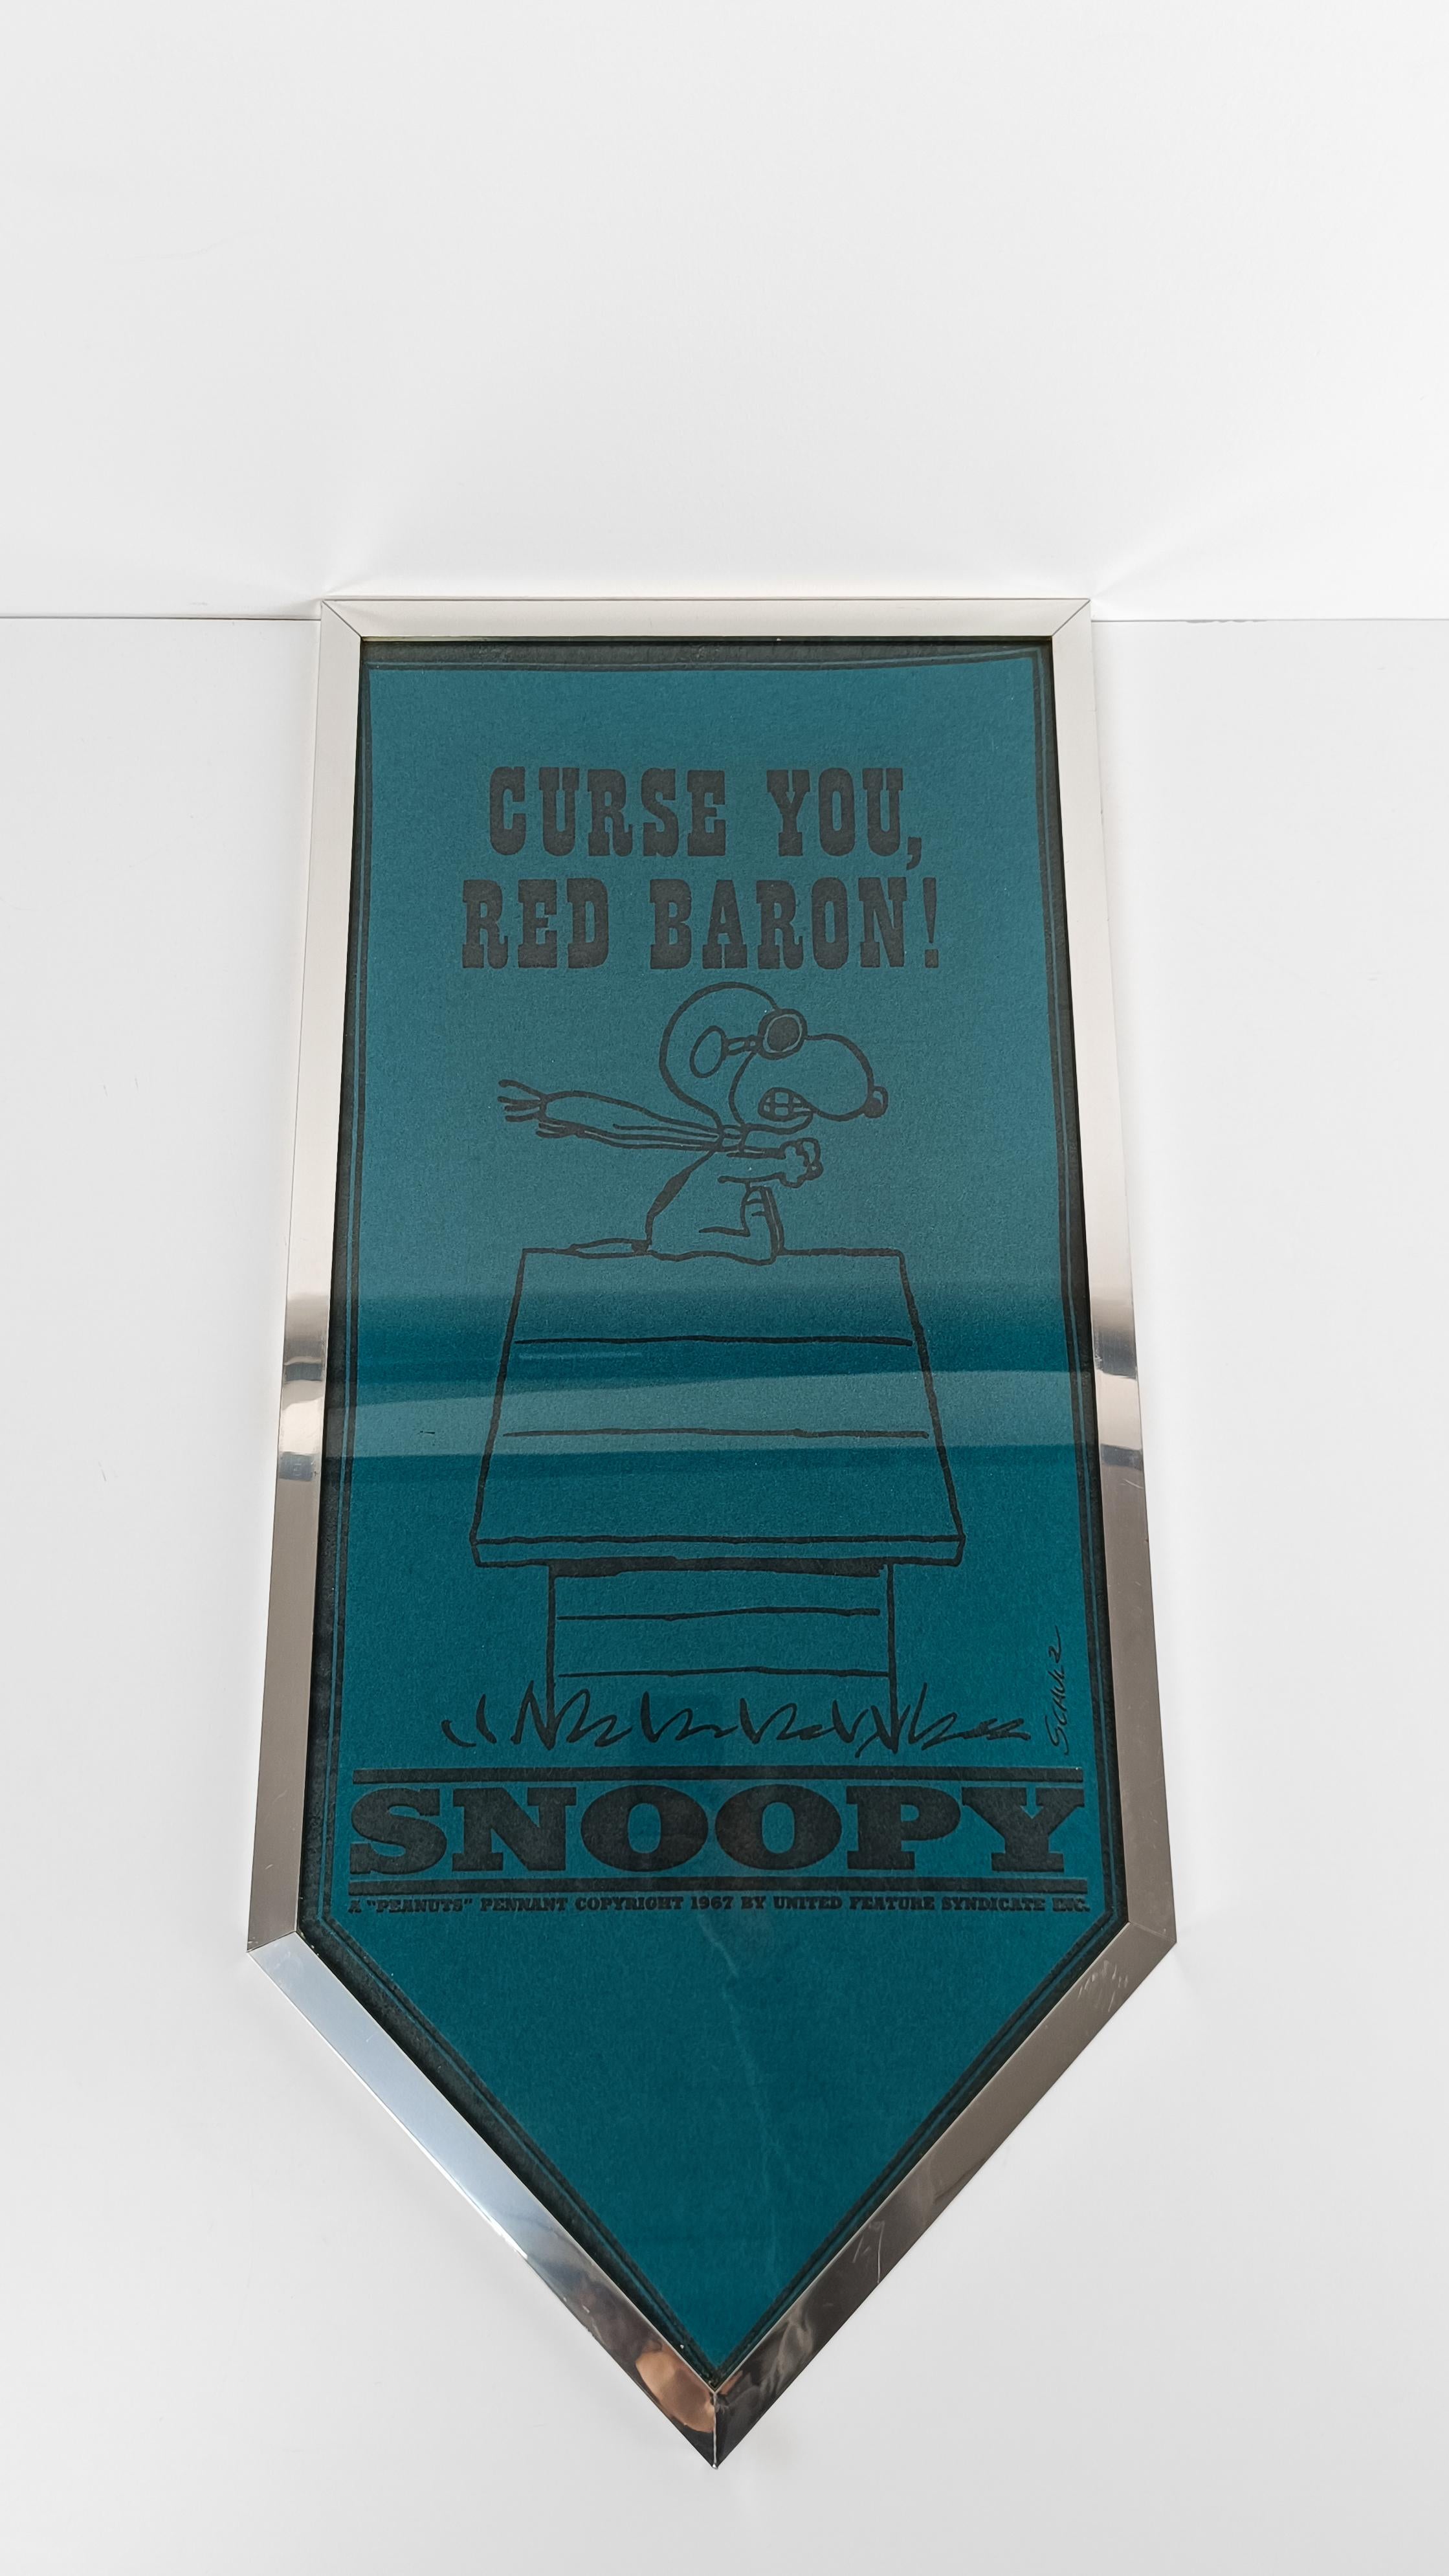 CURSE YOU,
RED BARON!
SCHULZ
SNOOPY
A "PEANUTS" PENNANT COPYRIGHT 1967 BY UNITED FEATURE SYNDICATE INC.